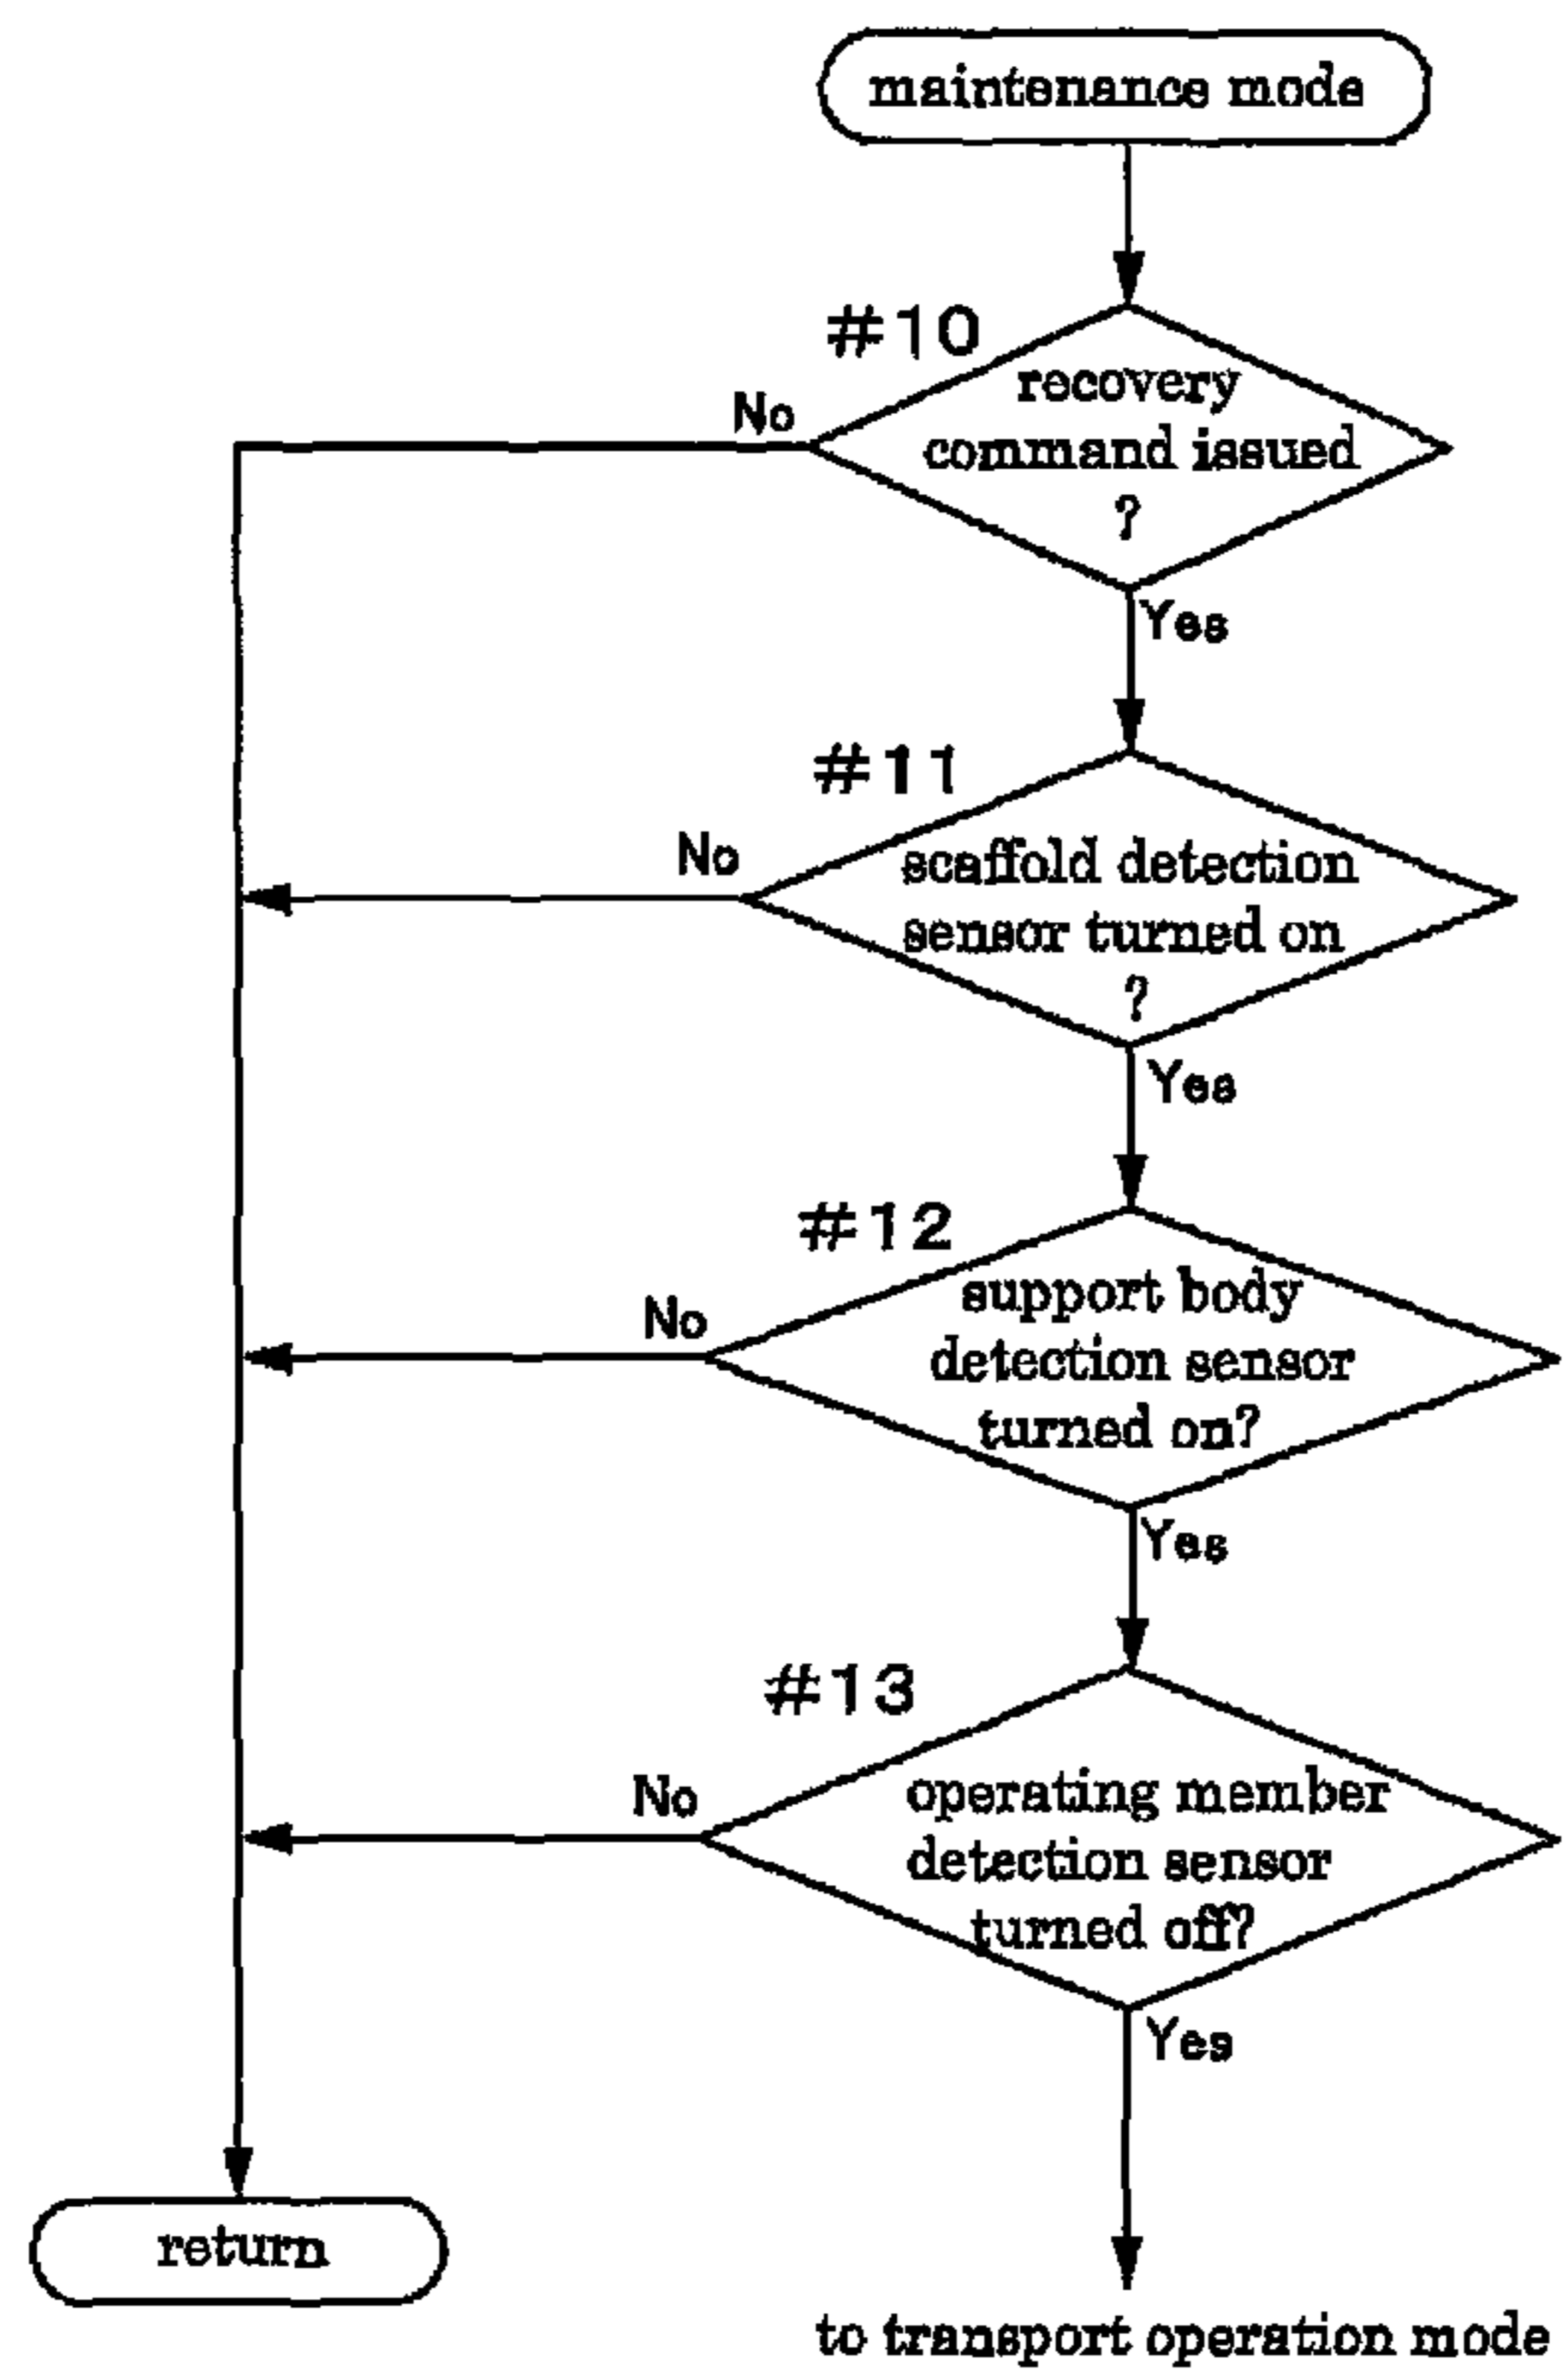 maintenance mode
#10
recovery
command issued
?
No
Yes
#11
scaffold detection
sensor turned on
?
No
Yes
#12
support body
detection sensor
turned on?
No
Yes
#13
operating member
detection sensor
turned off?
No
Yes
return
to transport operation mode